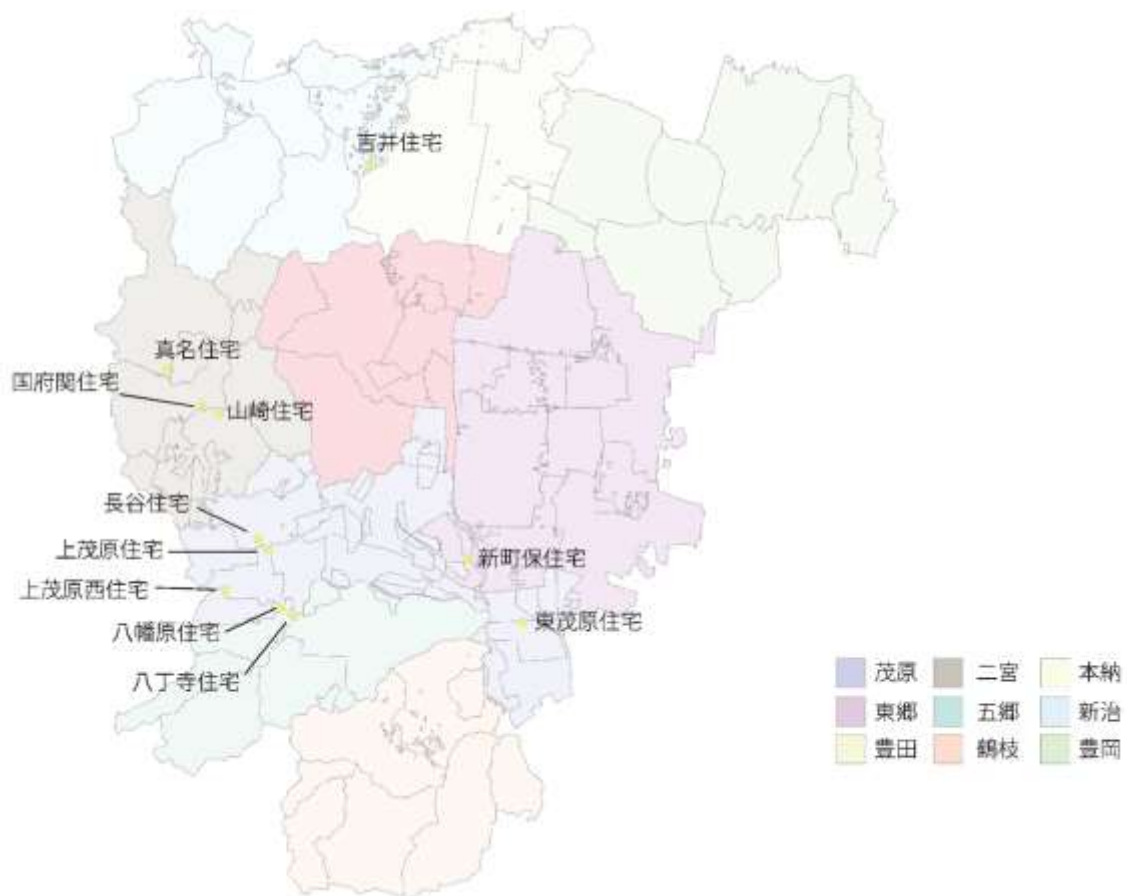 吉井住宅
真名住宅
国府関住宅
山崎住宅
長谷住宅
上茂原住宅
新町保住宅
上茂原西住宅
八幡原住宅
東茂原住宅
八丁寺住宅
茂原 二宮 本納
東郷 五郷 新治
豊田 鶴枝 豊岡